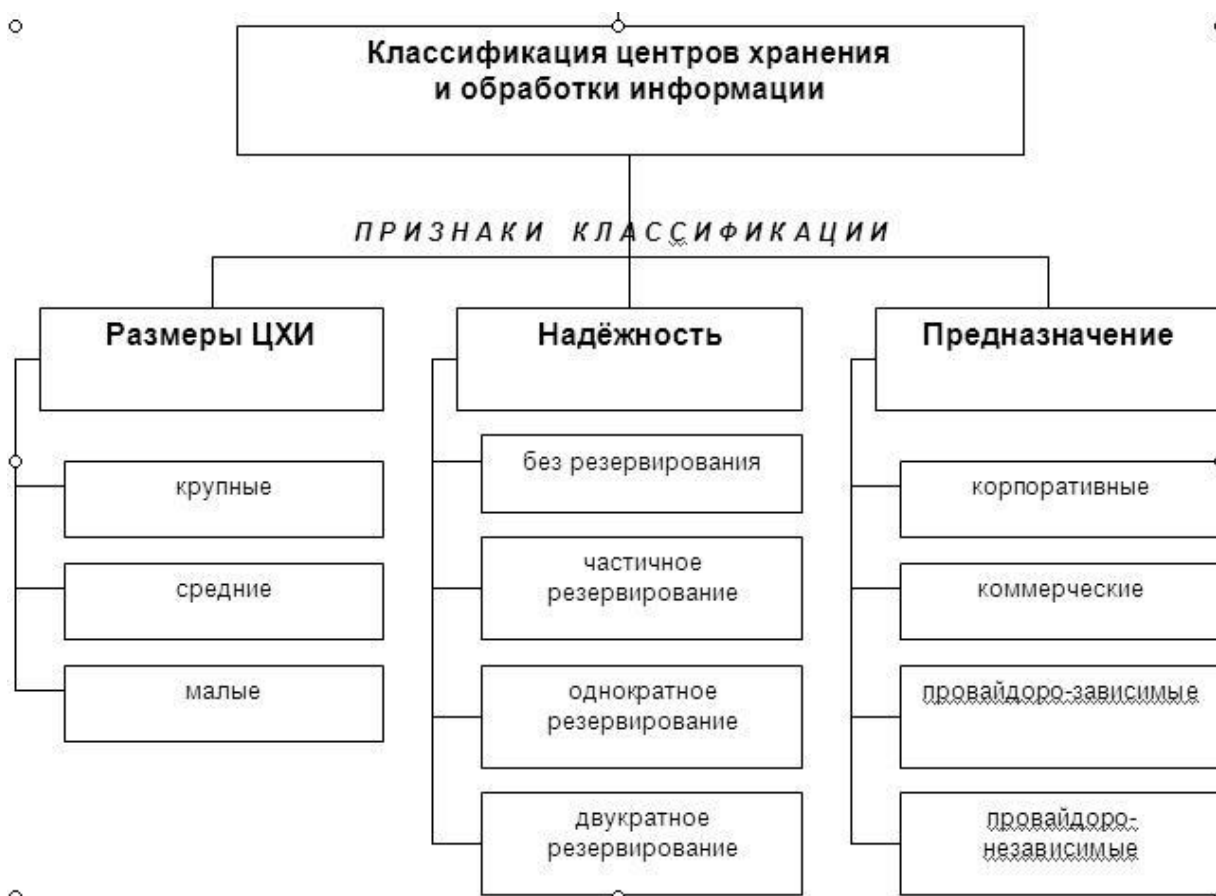 Классификация центров хранения
и обработки информации
ПРИЗНАКИ КЛАССИФИКАЦИИ
Размеры ЦХИ
крупные
средние
малые
Надёжность
без резервирования
частичное
резервирование
однократное
резервирование
двукратное
резервирование
Предназначение
корпоративные
коммерческие
провайдоро-зависимые
провайдоро-
независимые